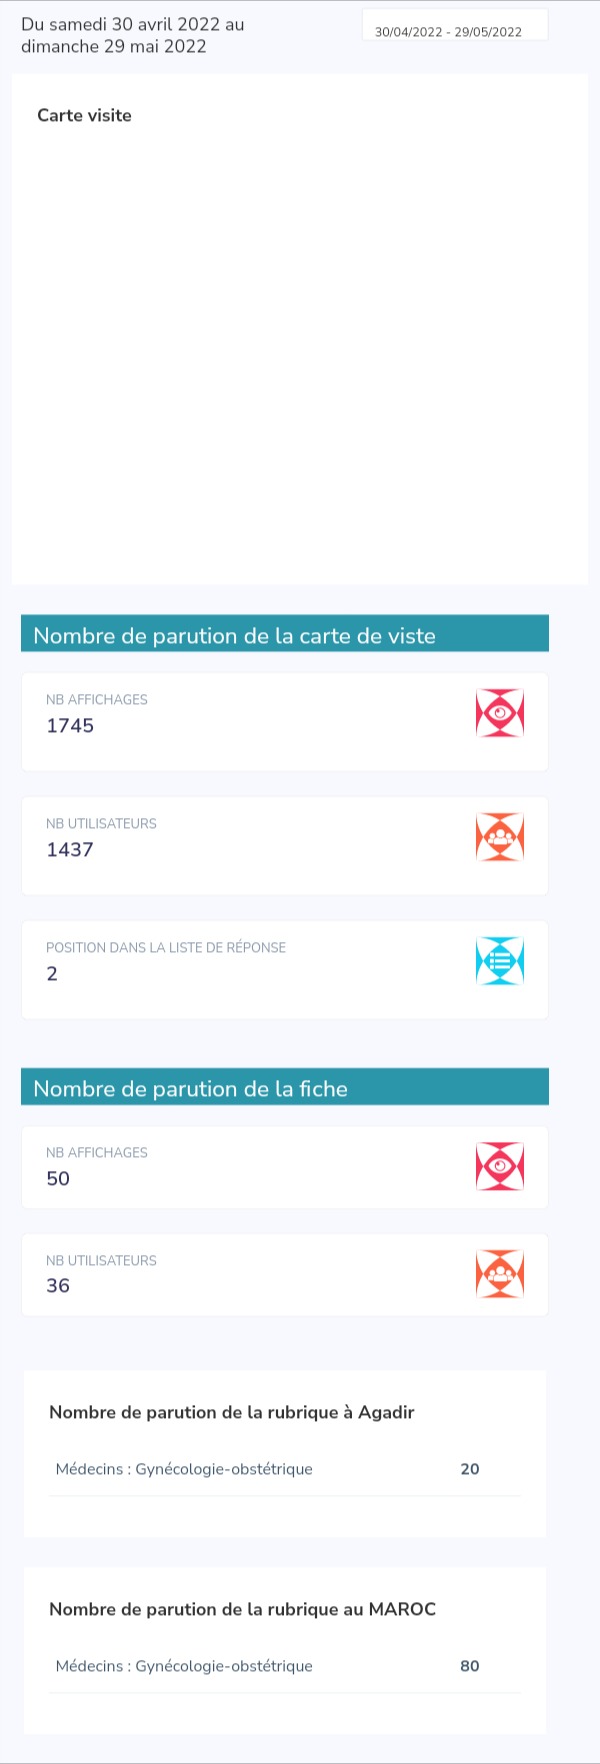 Du samedi 30 avril 2022 au
dimanche 29 mai 2022
30/04/2022 - 29/05/2022
Carte visite
Nombre de parution de la carte de viste
NB AFFICHAGES
1745
NB UTILISATEURS
1437
POSITION DANS LA LISTE DE RÉPONSE
2
Nombre de parution de la fiche
NB AFFICHAGES
50
NB UTILISATEURS
36
Nombre de parution de la rubrique à Agadir
Médecins : Gynécologie-obstétrique 20
Nombre de parution de la rubrique au MAROC
Médecins : Gynécologie-obstétrique 80